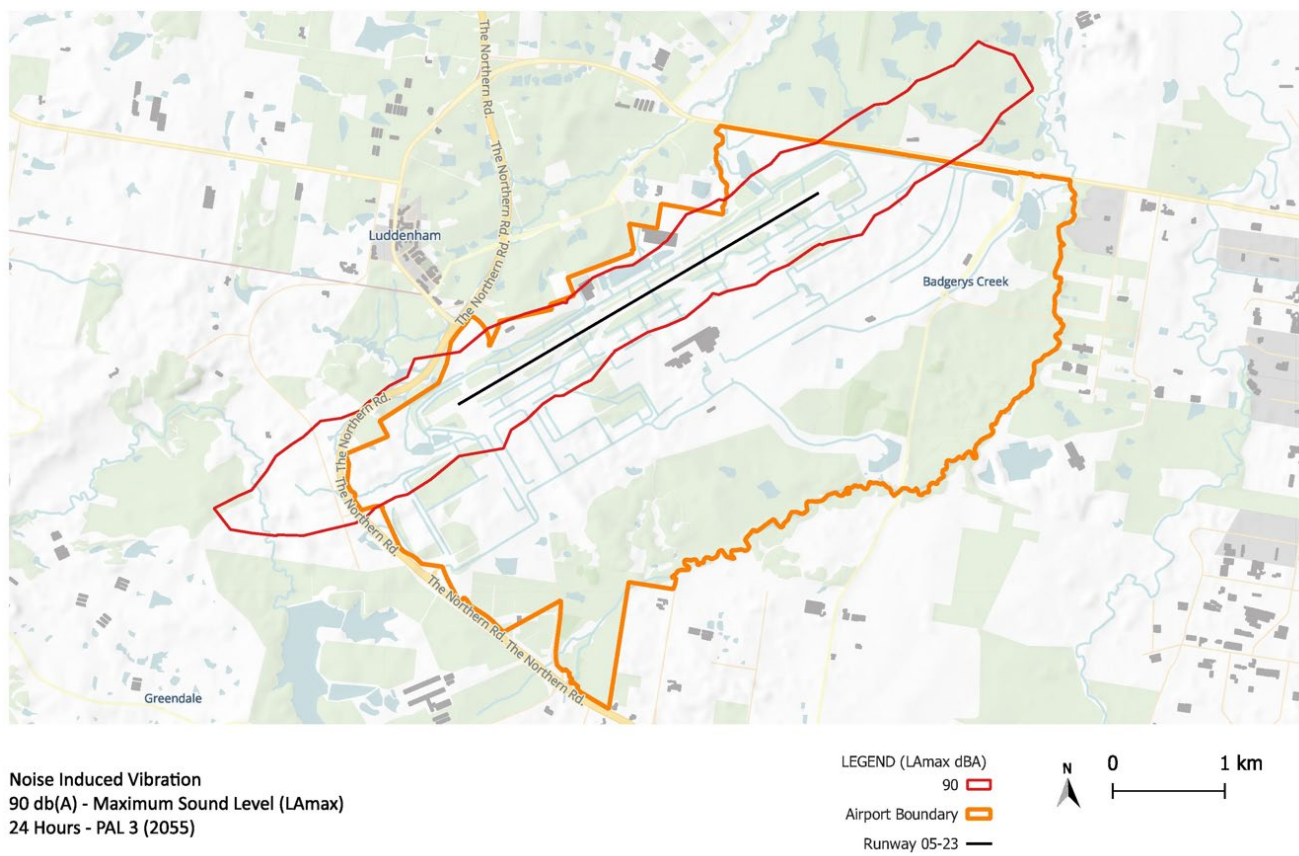 The Northern Rd.
The Northern Rd.
The Northern Rd.
Luddenham
The Northern Rd.
Badgerys Creek
The Northern Rd.
The Northern Rd.
The Northern Rd.
The Northern Rd.
Greendale
Noise Induced Vibration
90 db(A) - Maximum Sound Level (LAmax)
24 Hours - PAL 3 (2055)
LEGEND (LAmax dBA)
90
Airport Boundary
Runway 05-23
N
0 1 km